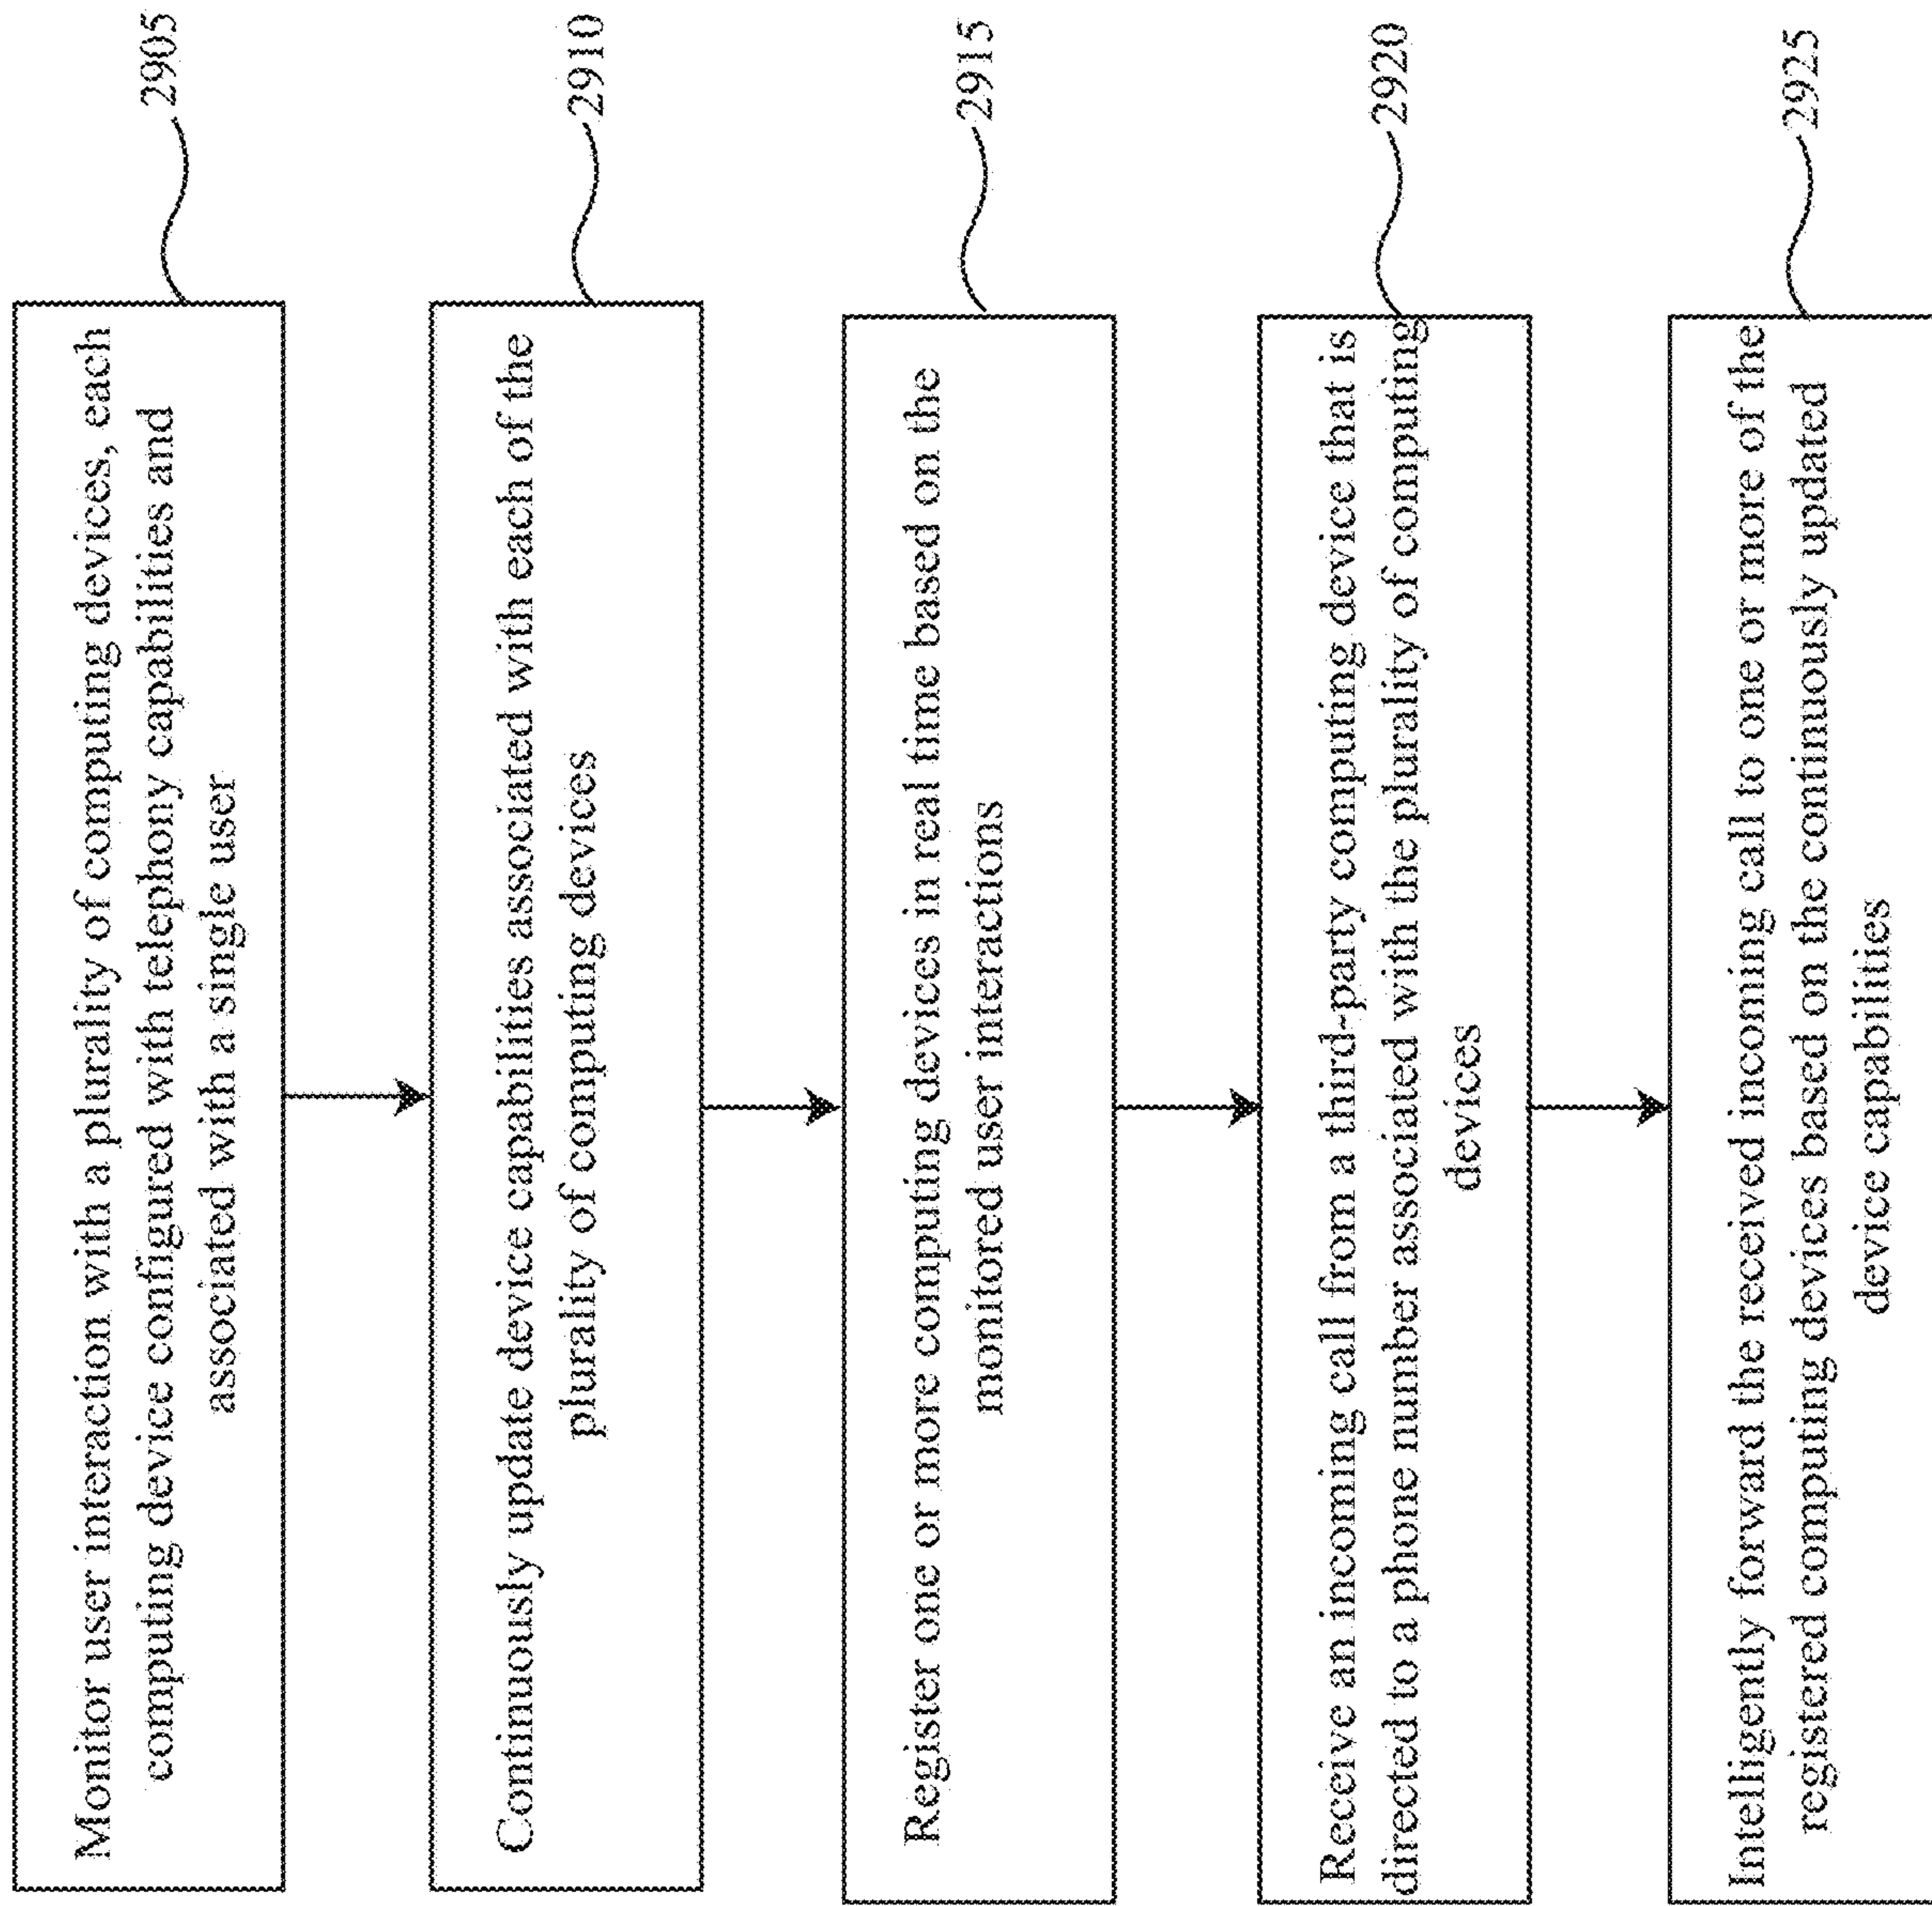 Monitor user interaction with a plurality of computing devices, each
computing device configured with telephony capabilities and
associated with a single user
2905
Continuously update device capabilities associated with each of the
plurality of computing devices
2910
Register one or more computing devices in real time based on the
monitored user interactions
2915
Receive an incoming call from a third-party computing device that is
directed to a phone number associated with the plurality of computing
devices
2920
Intelligently forward the received incoming call to one or more of the
registered computing devices based on the continuously updated
device capabilities
2925